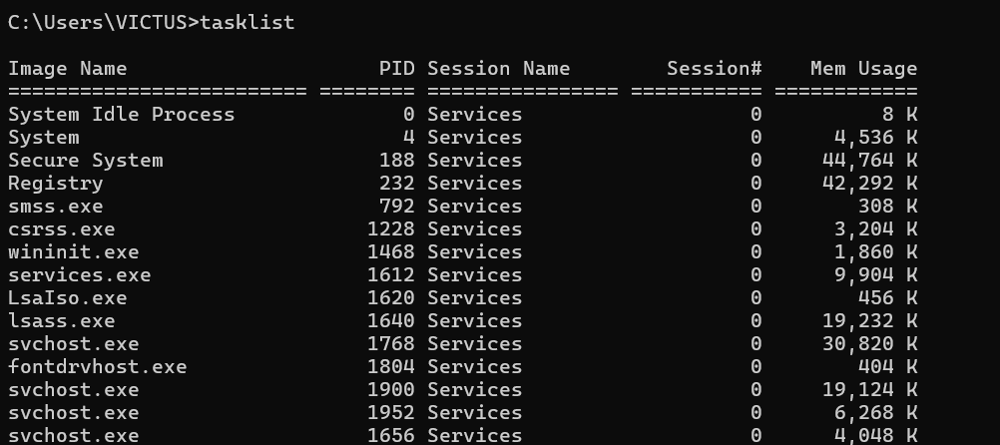 C:\Users\VICTUS>tasklist
Image Name                     PID Session Name        Session#    Mem Usage
========================= ======== ================ =========== ============
System Idle Process              0 Services                   0          8 K
System                           4 Services                   0      4,536 K
Secure System                  188 Services                   0     44,764 K
Registry                       232 Services                   0     42,292 K
smss.exe                       792 Services                   0        308 K
csrss.exe                     1228 Services                   0      3,204 K
wininit.exe                   1468 Services                   0      1,860 K
services.exe                  1612 Services                   0      9,904 K
LsaIso.exe                    1620 Services                   0        456 K
lsass.exe                     1640 Services                   0     19,232 K
svchost.exe                   1768 Services                   0     30,820 K
fontdrvhost.exe               1804 Services                   0        404 K
svchost.exe                   1900 Services                   0     19,124 K
svchost.exe                   1952 Services                   0      6,268 K
svchost.exe                   1656 Services                   0      4,048 K